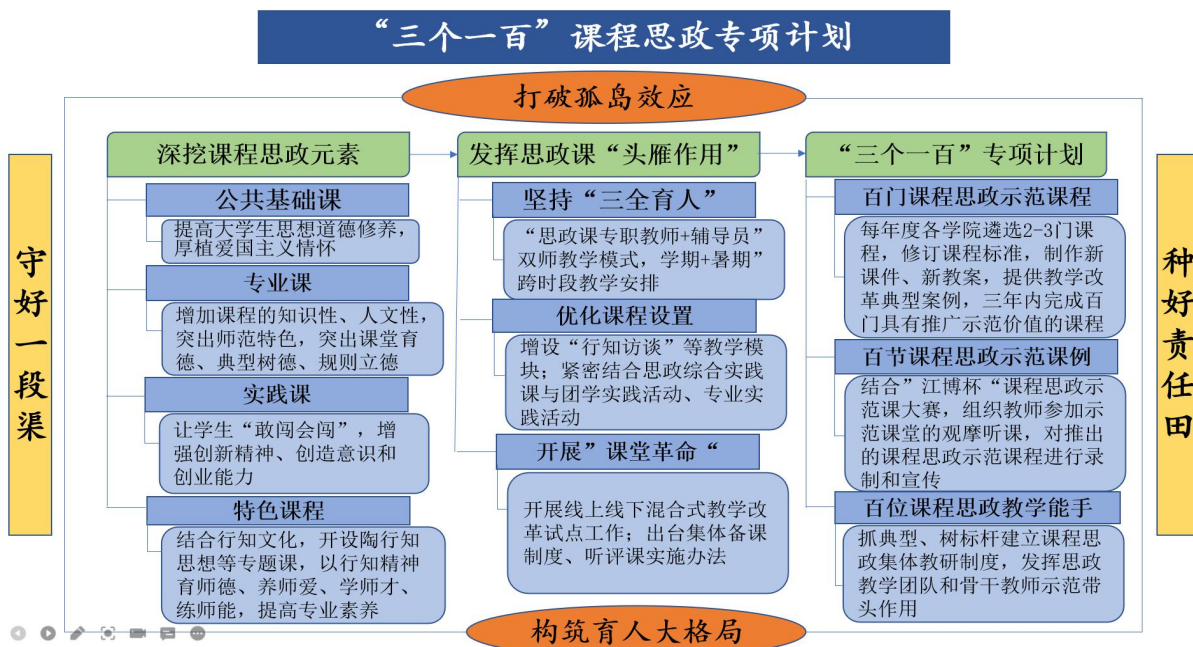 “三个一百”课程思政专项计划
打破孤岛效应
守好一段渠
深挖课程思政元素
公共基础课
提高大学生思想道德修养，
厚植爱国主义情怀
专业课
增加课程的知识性、人文性，
突出师范特色，突出课堂育
德、典型树德、规则立德
实践课
让学生“敢闯会闯”，增
强创新精神、创造意识和
创业能力
特色课程
结合行知文化，开设陶行知
思想等专题课，以行知精神
育师德、养师爱、学师才、
练师能，提高专业素养
发挥思政课“头雁作用”
坚持“三全育人”
“思政课专职教师+辅导员”
双师教学模式，学期+暑期”
跨时段教学安排
优化课程设置
增设“行知访谈”等教学模
块；紧密结合思政综合实践
课与团学实践活动、专业实
践活动
开展”课堂革命“
开展线上线下混合式教学改
革试点工作；出台集体备课
制度、听评课实施办法
“三个一百”专项计划
百门课程思政示范课程
每年度各学院遴选2-3门课
程，修订课程标准，制作新
课件、新教案，提供教学改
革典型案例，三年内完成百
门具有推广示范价值的课程
百节课程思政示范课例
结合”江博杯“课程思政示
范课大赛，组织教师参加示
范课堂的观摩听课，对推出
的课程思政示范课程进行录
制和宣传
百位课程思政教学能手
抓典型、树标杆建立课程思
政集体教研制度，发挥思政
教学团队和骨干教师示范带
头作用
种好责任田
构筑育人大格局